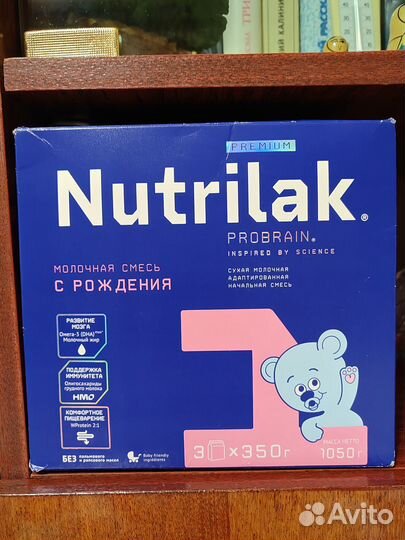 PREMIUM
Nutrilak®
PROBRAIN®
INSPIRED BY SCIENCE
МОЛОЧНАЯ СМЕСЬ
С РОЖДЕНИЯ
СУХАЯ МОЛОЧНАЯ
АДАПТИРОВАННАЯ
НАЧАЛЬНАЯ СМЕСЬ
РАЗВИТИЕ
МОЗГА
Омега-3 (DHA)
Молочный жир
ПОДДЕРЖКА
ИММУНИТЕТА
Олигосахариды
грудного молока
HMO
КОМФОРТНОЕ
ПИЩЕВАРЕНИЕ
WProtein 2:1
БЕЗ пальмового
и рапсового масел
Baby friendly
ingredients
1
3 × 350 г
МАССА НЕТТО
1050 г
Avito